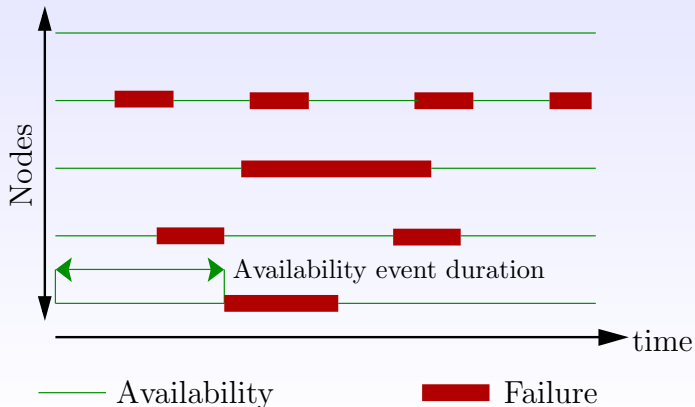 Nodes
Availability event duration
time
Availability
Failure